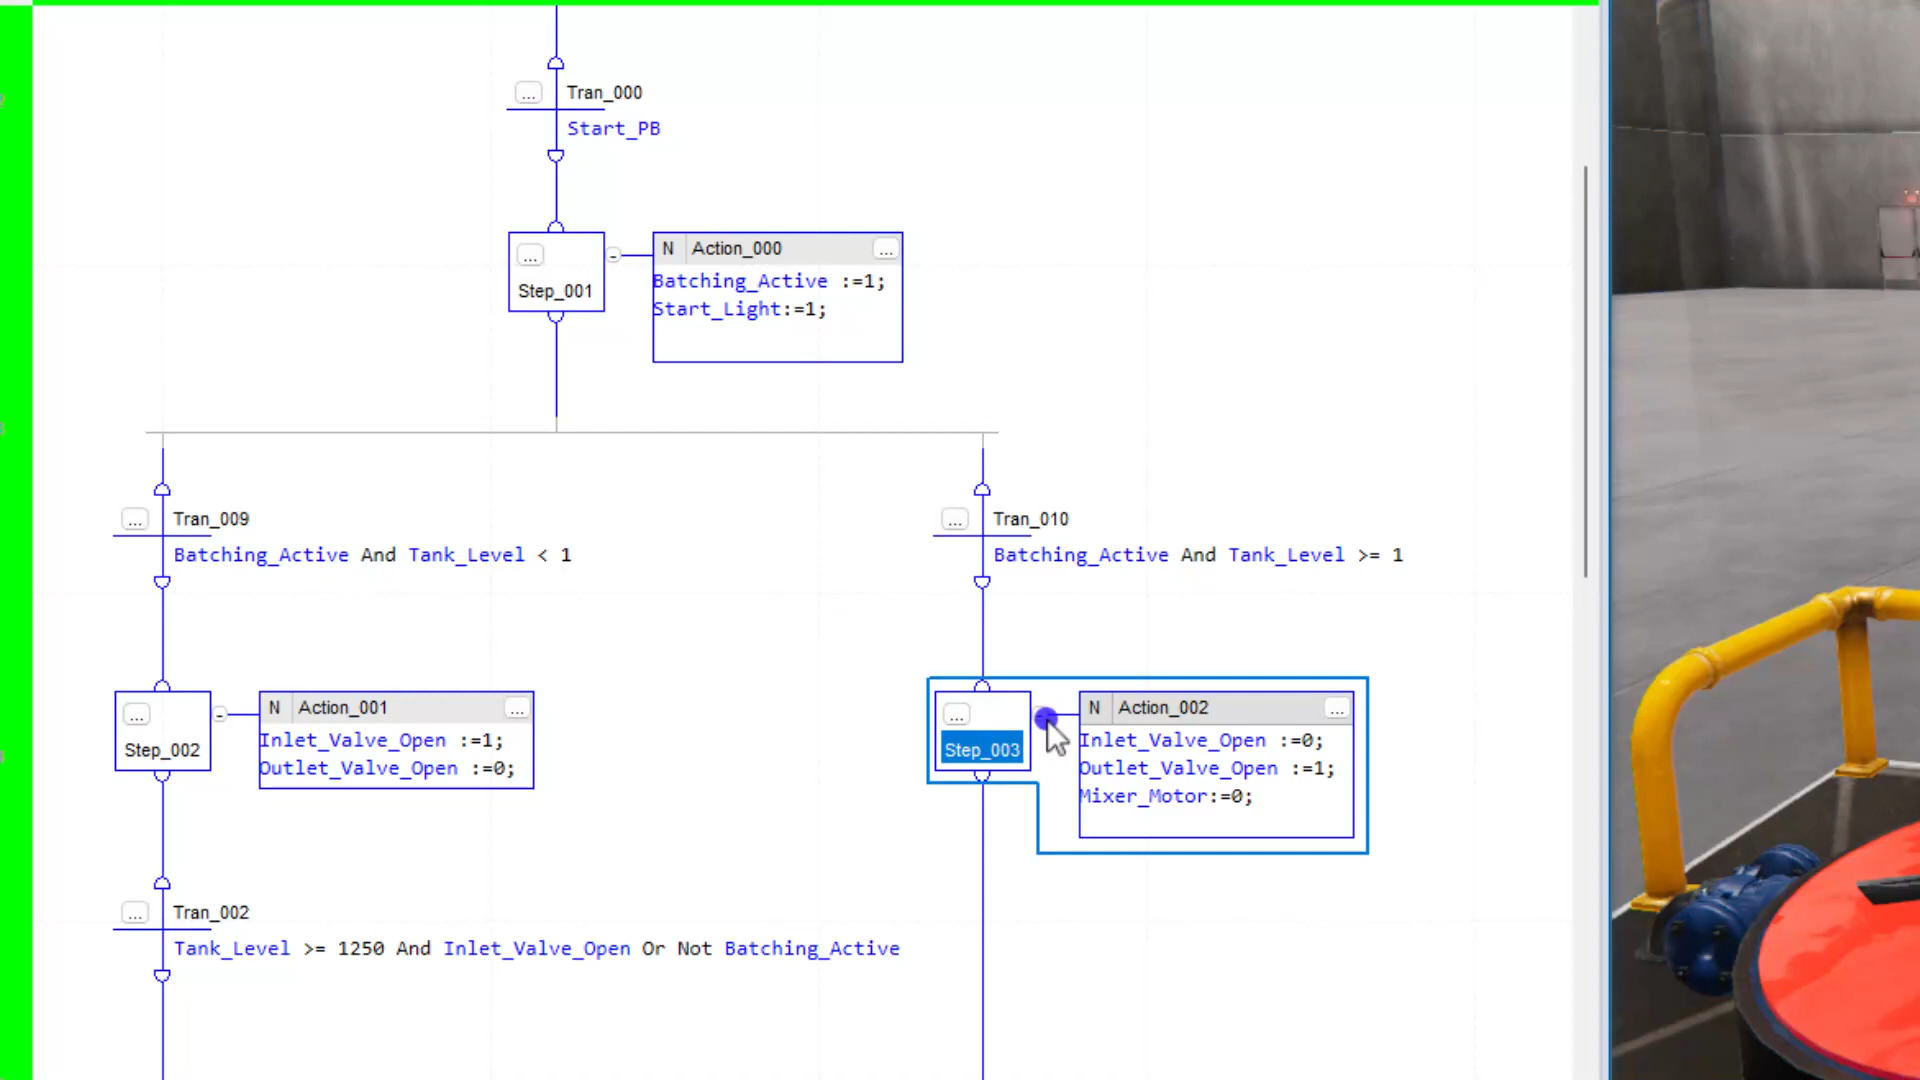 ... Tran_000
Start_PB
...
Step_001
N Action_000 ...
Batching_Active :=1;
Start_Light:=1;
... Tran_009
Batching_Active And Tank_Level < 1
... Tran_010
Batching_Active And Tank_Level >= 1
...
Step_002
N Action_001 ...
Inlet_Valve_Open :=1;
Outlet_Valve_Open :=0;
...
Step_003
N Action_002 ...
Inlet_Valve_Open :=0;
Outlet_Valve_Open :=1;
Mixer_Motor:=0;
... Tran_002
Tank_Level >= 1250 And Inlet_Valve_Open Or Not Batching_Active